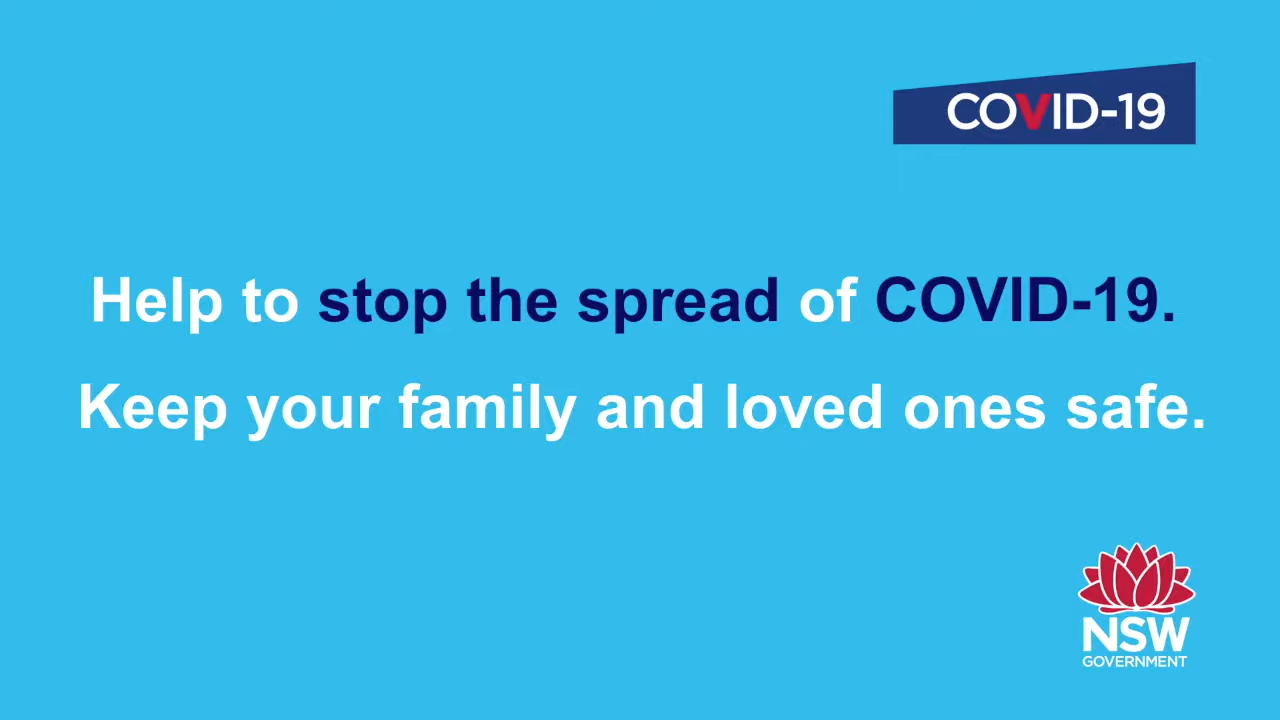 COVID-19
Help to stop the spread of COVID-19.
Keep your family and loved ones safe.
NSW
GOVERNMENT